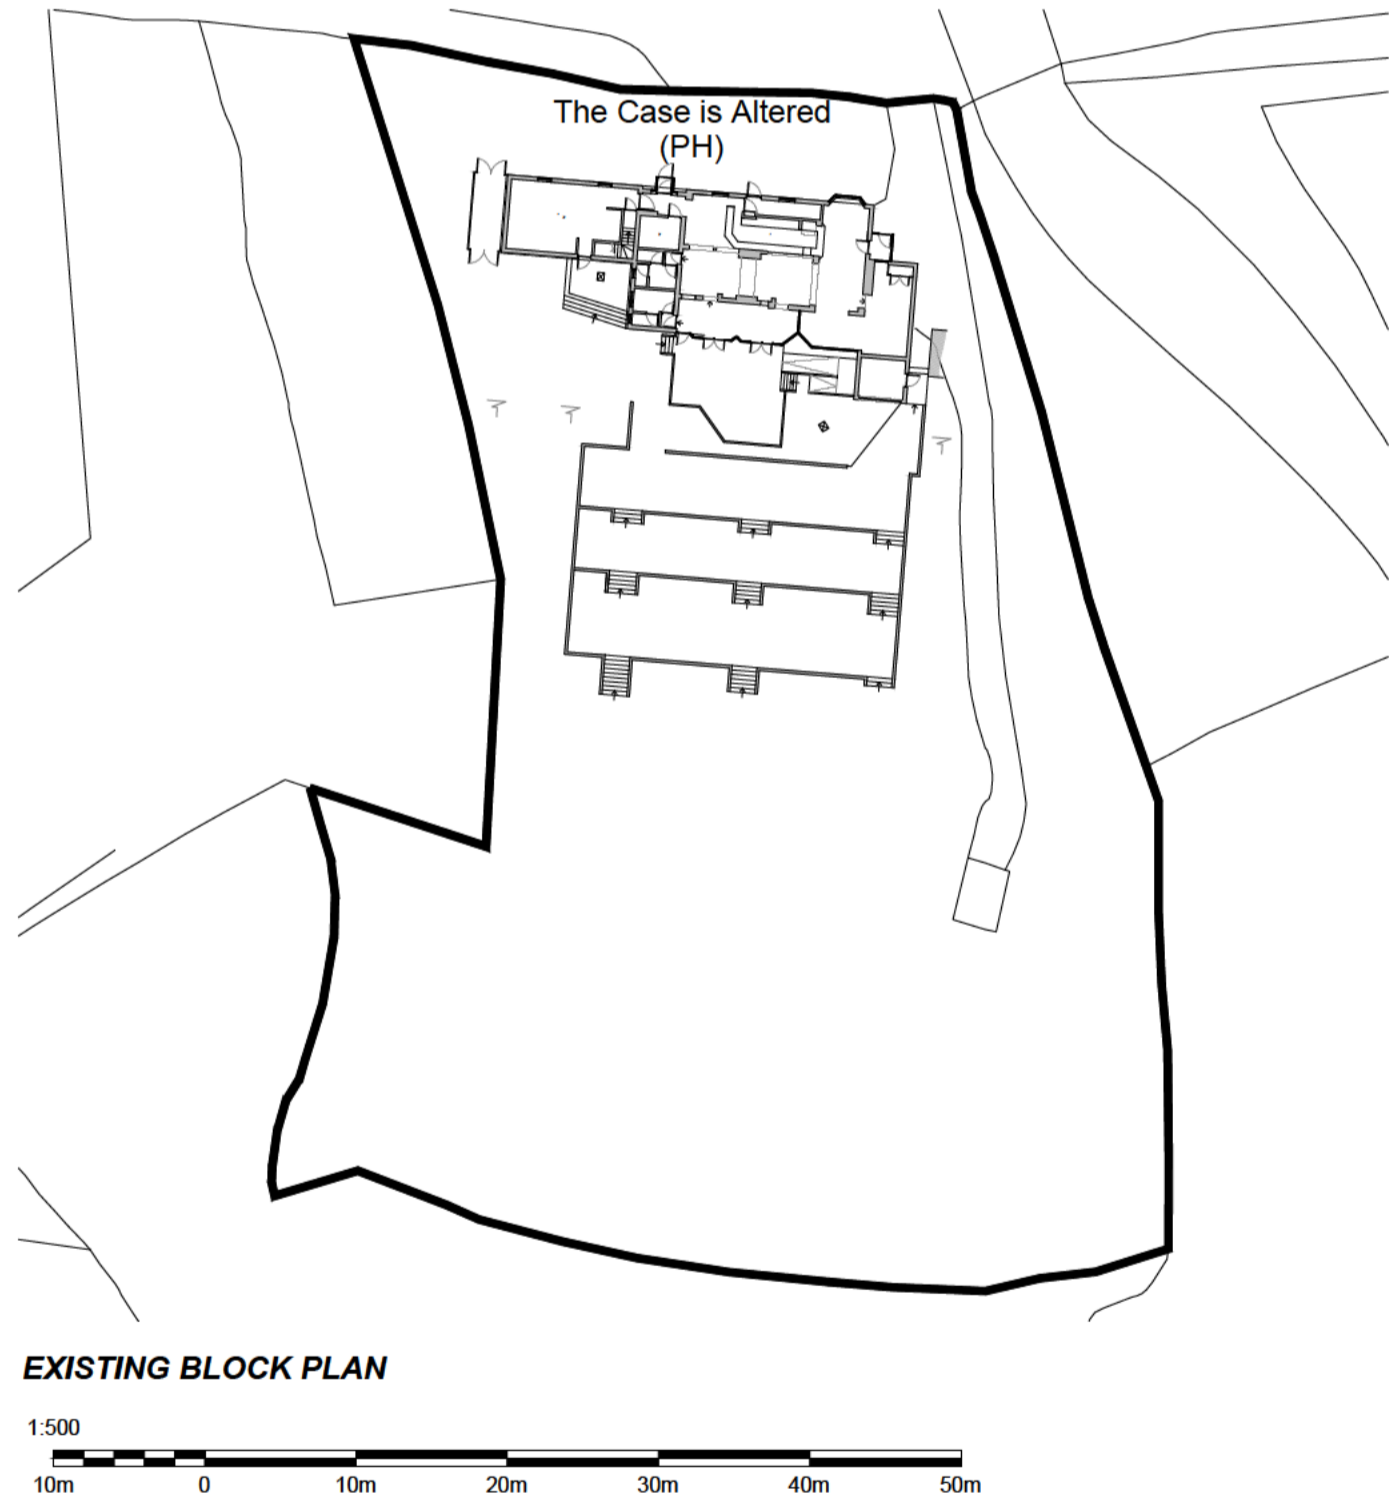 The Case is Altered
(PH)
EXISTING BLOCK PLAN
1:500
10m 0 10m 20m 30m 40m 50m